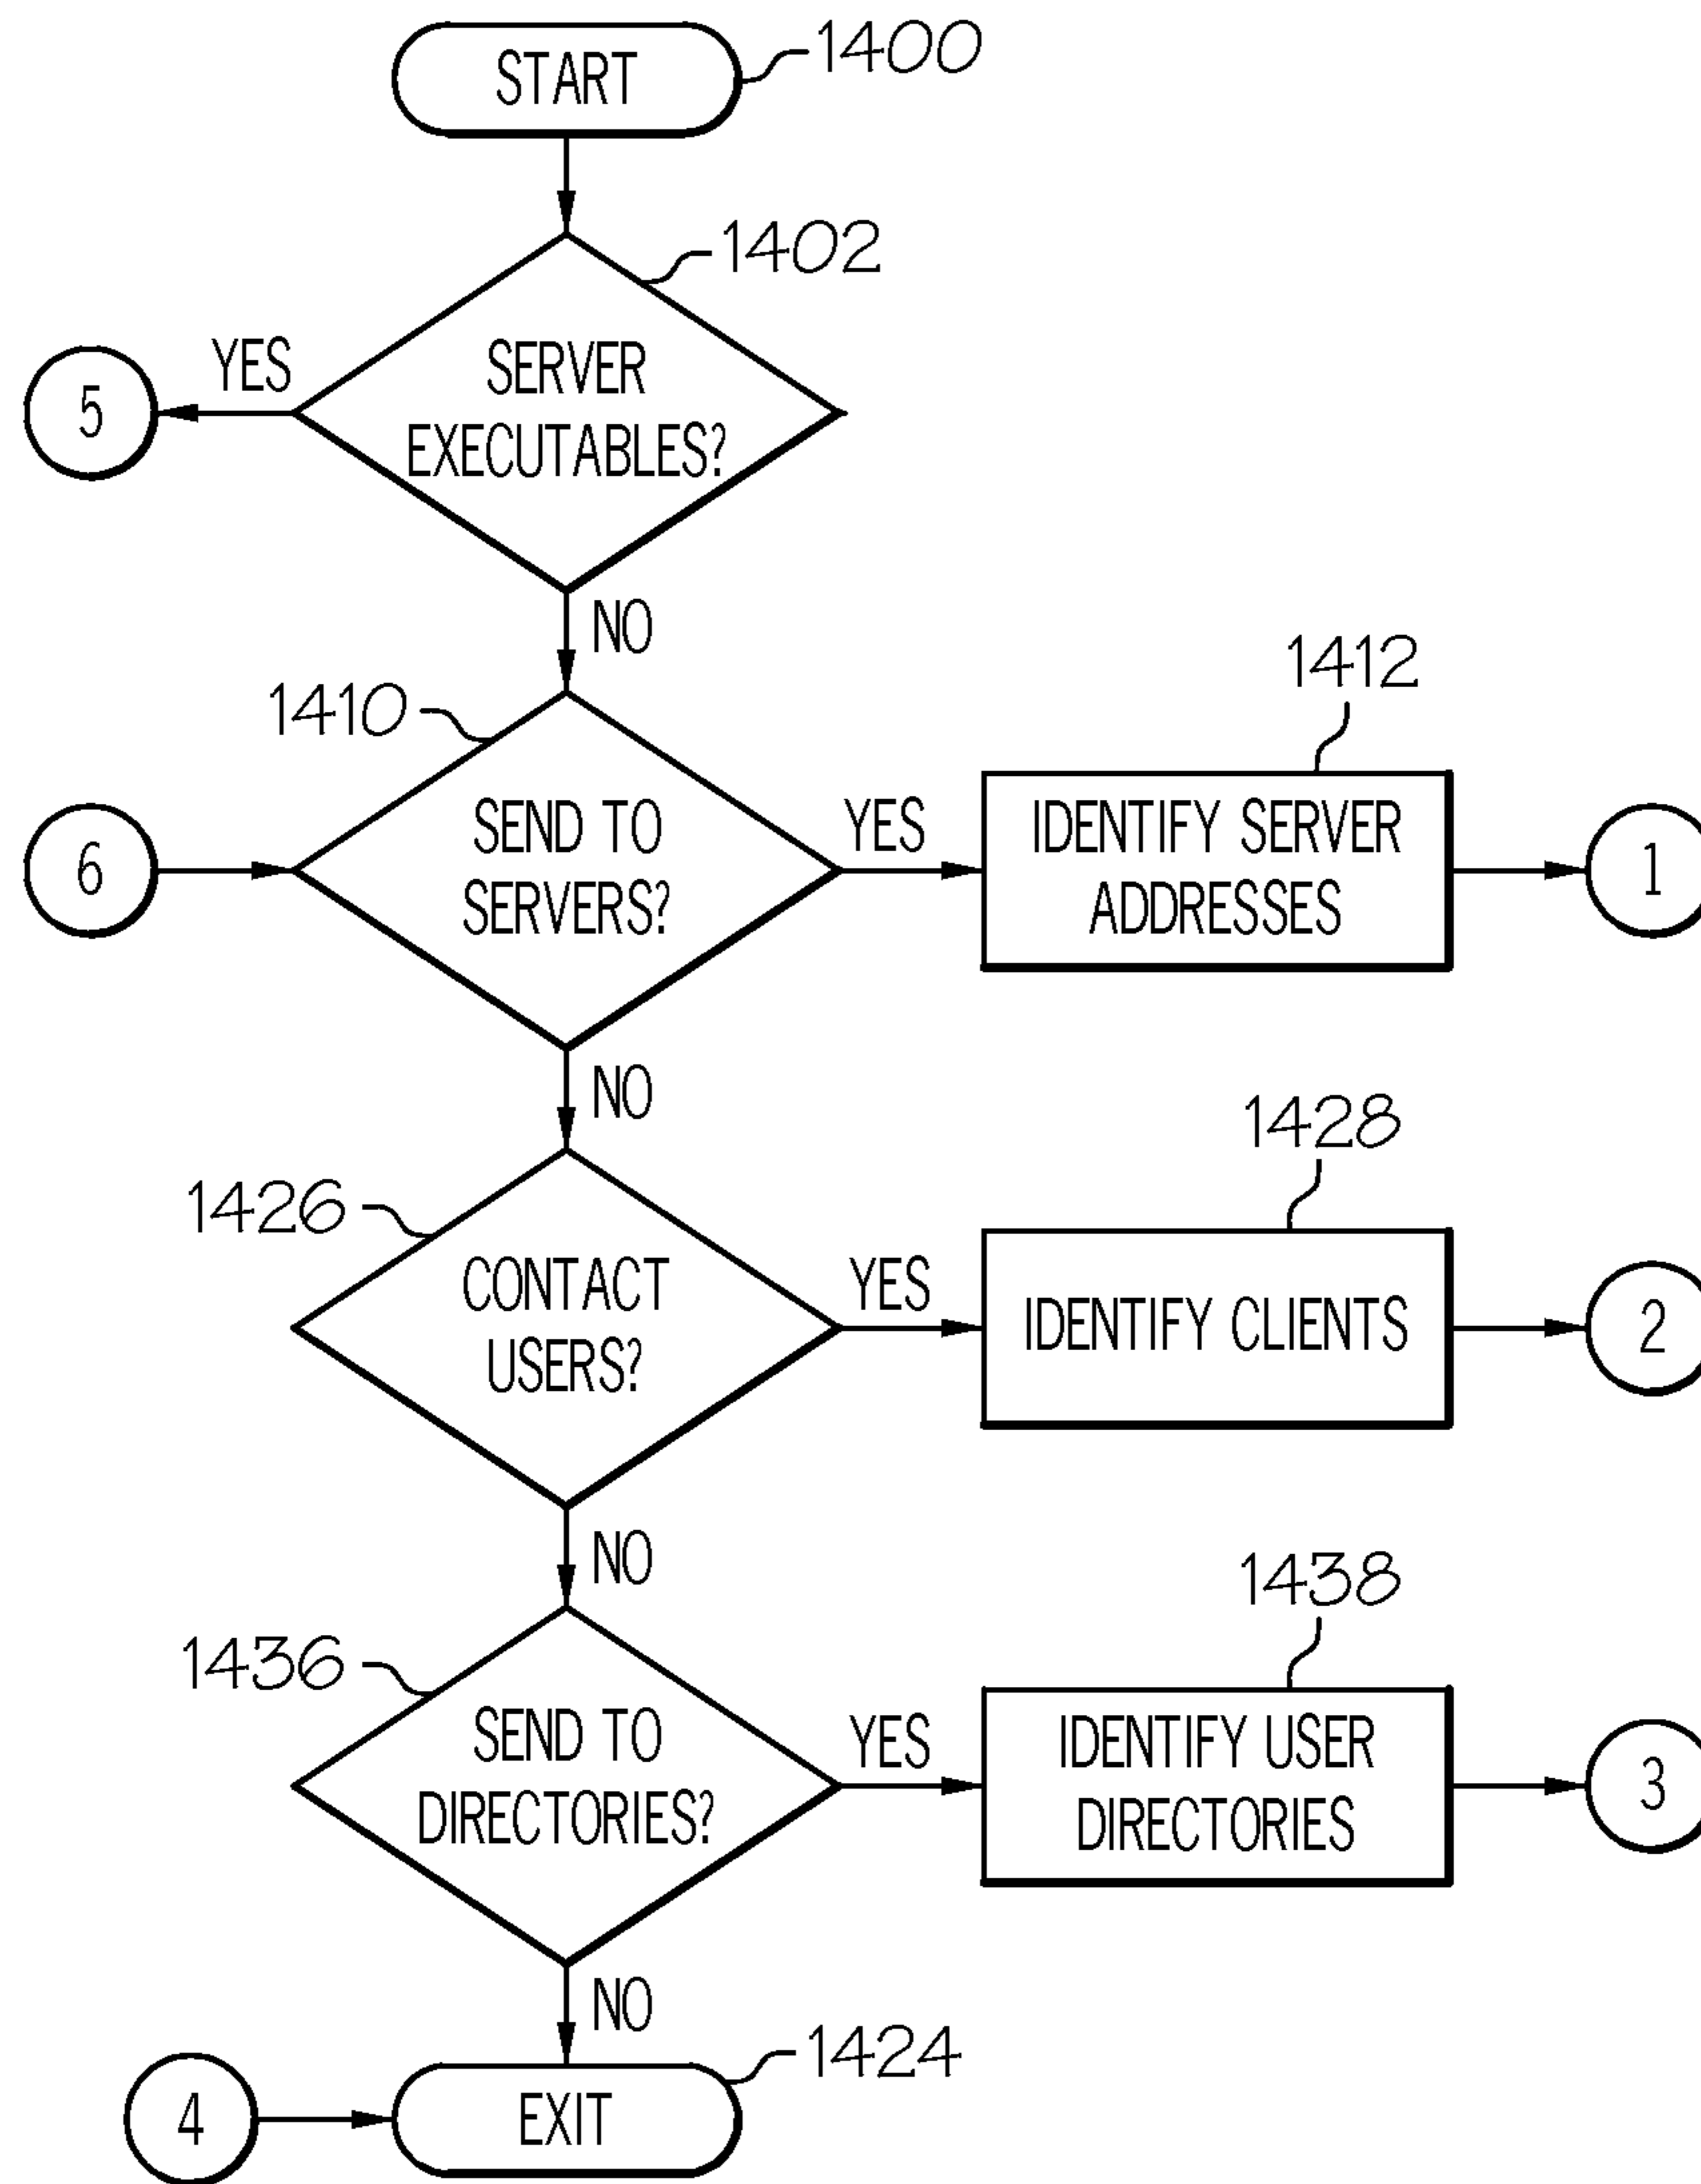 START
1400
1402
YES
SERVER
EXECUTABLES?
5
NO
1410
1412
6
SEND TO
SERVERS?
YES
IDENTIFY SERVER
ADDRESSES
1
NO
1426
1428
CONTACT
USERS?
YES
IDENTIFY CLIENTS
2
NO
1436
1438
SEND TO
DIRECTORIES?
YES
IDENTIFY USER
DIRECTORIES
3
NO
1424
4
EXIT